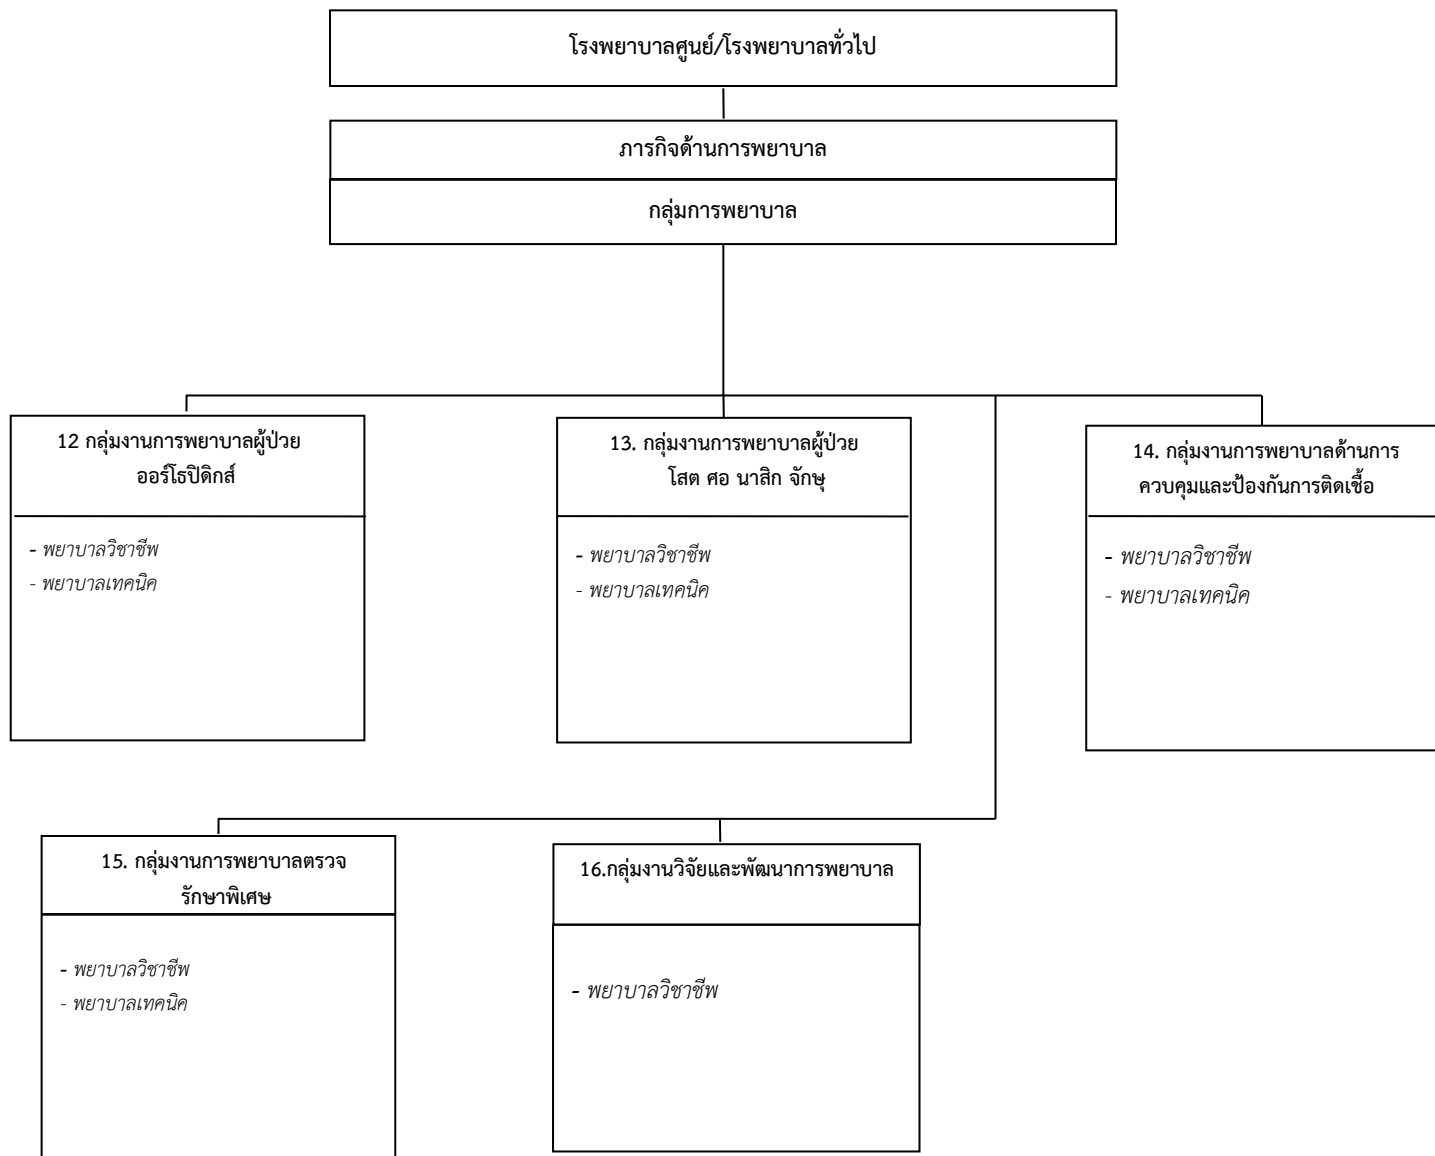 โรงพยาบาลศูนย์/โรงพยาบาลทั่วไป
ภารกิจด้านการพยาบาล
กลุ่มการพยาบาล
12 กลุ่มงานการพยาบาลผู้ป่วย
ออร์โธปิดิกส์
- พยาบาลวิชาชีพ
- พยาบาลเทคนิค
13. กลุ่มงานการพยาบาลผู้ป่วย
โสต ศอ นาสิก จักษุ
- พยาบาลวิชาชีพ
- พยาบาลเทคนิค
14. กลุ่มงานการพยาบาลด้านการ
ควบคุมและป้องกันการติดเชื้อ
- พยาบาลวิชาชีพ
- พยาบาลเทคนิค
15. กลุ่มงานการพยาบาลตรวจ
รักษาพิเศษ
- พยาบาลวิชาชีพ
- พยาบาลเทคนิค
16.กลุ่มงานวิจัยและพัฒนาการพยาบาล
- พยาบาลวิชาชีพ